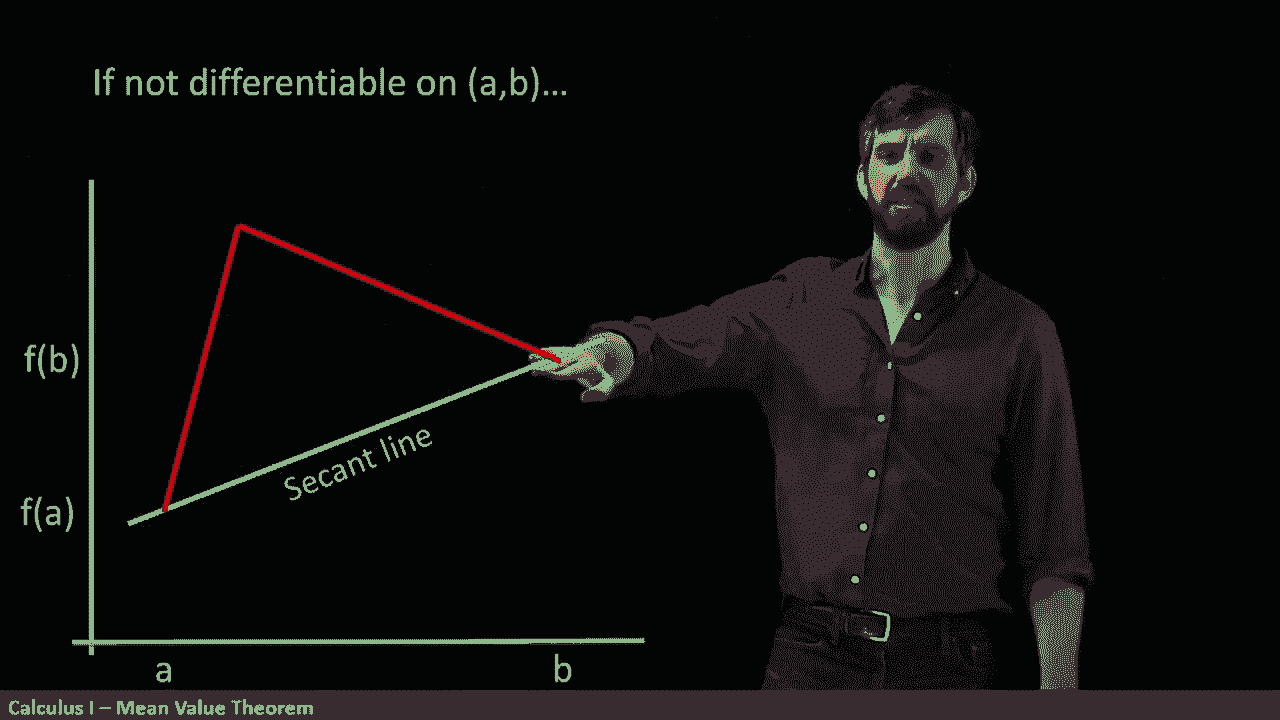 If not differentiable on (a,b)...
f(b)
Secant line
f(a)
a
b
Calculus I – Mean Value Theorem